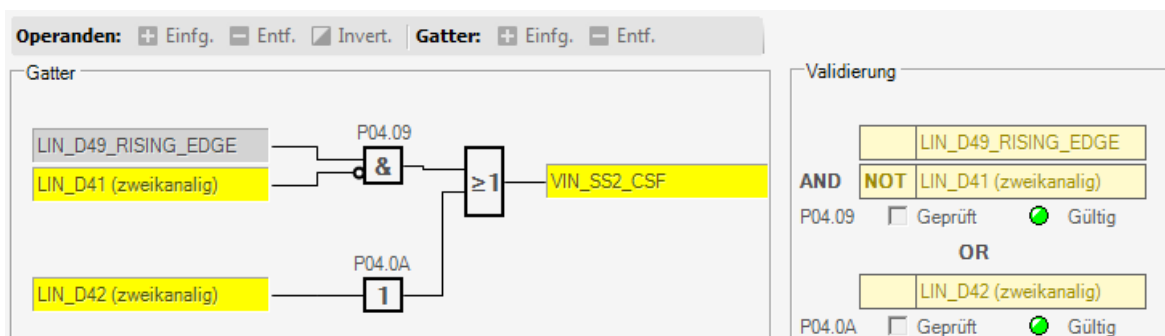 Operanden: Einfg. Entf. Invert. Gatter: Einfg. Entf.
Gatter
P04.09
LIN_D49_RISING_EDGE
&
LIN_D41 (zweikanalig)
≥1
VIN_SS2_CSF
P04.0A
LIN_D42 (zweikanalig)
1
Validierung
LIN_D49_RISING_EDGE
AND NOT LIN_D41 (zweikanalig)
P04.09 Geprüft Gültig
OR
LIN_D42 (zweikanalig)
P04.0A Geprüft Gültig